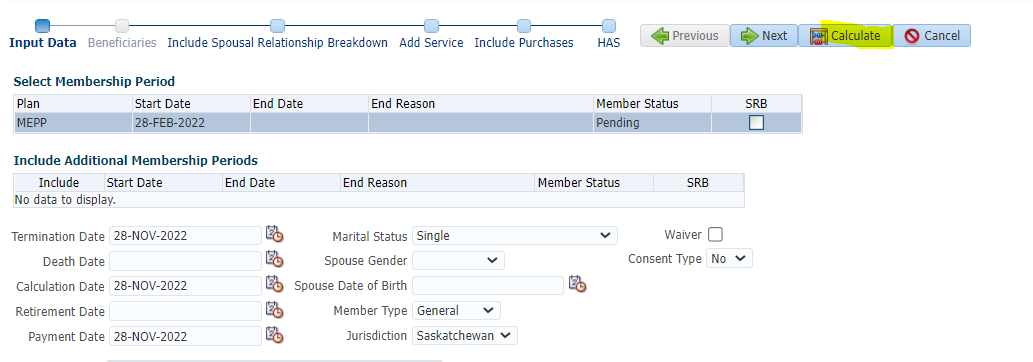 Input Data Beneficiaries Include Spousal Relationship Breakdown Add Service Include Purchases HAS Previous Next Calculate Cancel
Select Membership Period
Plan Start Date End Date End Reason Member Status SRB
MEPP 28-FEB-2022 Pending
Include Additional Membership Periods
Include Start Date End Date End Reason Member Status SRB
No data to display.
Termination Date 28-NOV-2022 Marital Status Single Waiver
Death Date Spouse Gender Consent Type No
Calculation Date 28-NOV-2022 Spouse Date of Birth
Retirement Date Member Type General
Payment Date 28-NOV-2022 Jurisdiction Saskatchewan